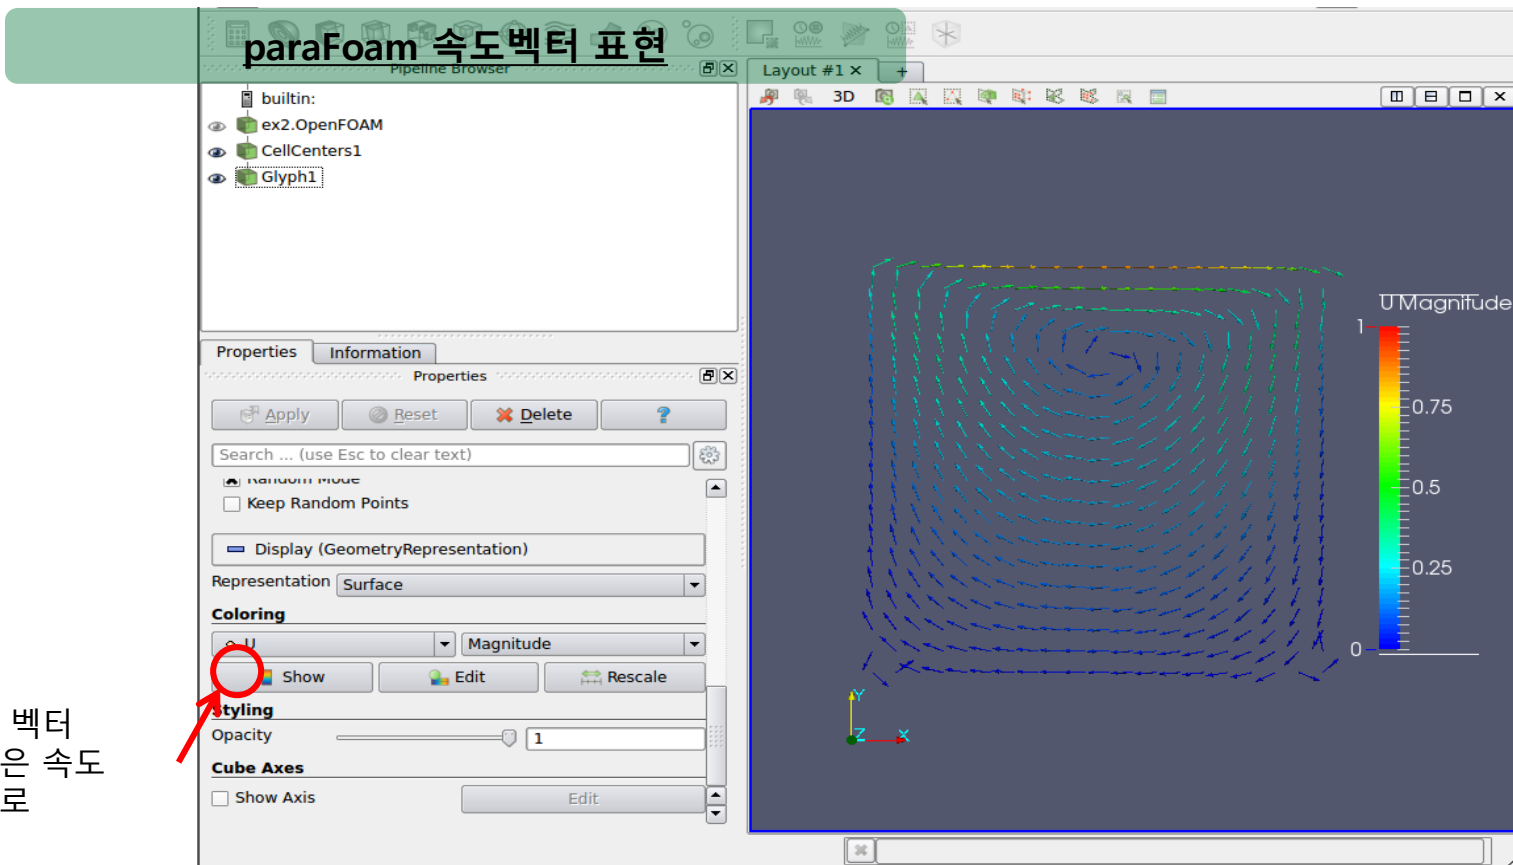 paraFoam 속도벡터 표현
Pipeline Browser
builtin:
ex2.OpenFOAM
CellCenters1
Glyph1
Properties Information
Properties
Apply Reset Delete ?
Search ... (use Esc to clear text)
Random Mode
Keep Random Points
Display (GeometryRepresentation)
Representation Surface
Coloring
U Magnitude
Show Edit Rescale
Styling
Opacity 1
Cube Axes
Show Axis Edit
벡터
은 속도
로
Layout #1 × +
3D
U Magnitude
1
0.75
0.5
0.25
0
Y
Z X